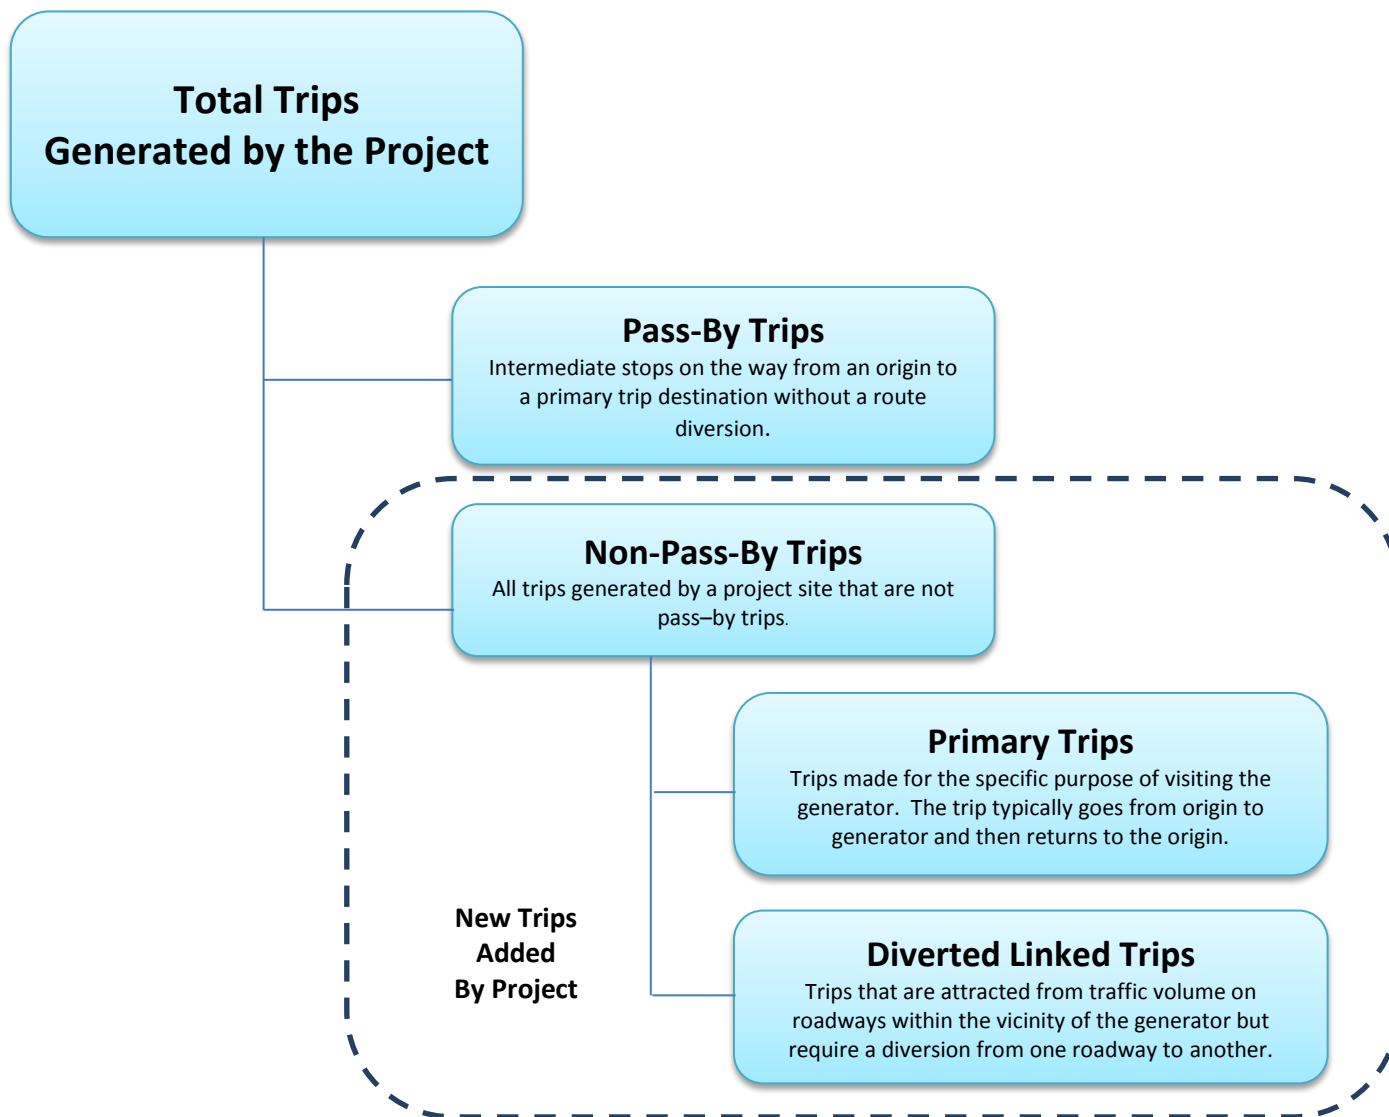 Total Trips
Generated by the Project
Pass-By Trips
Intermediate stops on the way from an origin to
a primary trip destination without a route
diversion.
Non-Pass-By Trips
All trips generated by a project site that are not
pass–by trips.
Primary Trips
Trips made for the specific purpose of visiting the
generator.  The trip typically goes from origin to
generator and then returns to the origin.
New Trips
Added
By Project
Diverted Linked Trips
Trips that are attracted from traffic volume on
roadways within the vicinity of the generator but
require a diversion from one roadway to another.